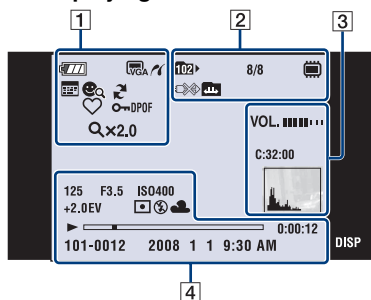 1
2
3
VGA
102
8/8
DPOF
×2.0
VOL.
C:32:00
125 F3.5 ISO400
+2.0EV
0:00:12
101-0012 2008 1 1 9:30 AM
DISP
4